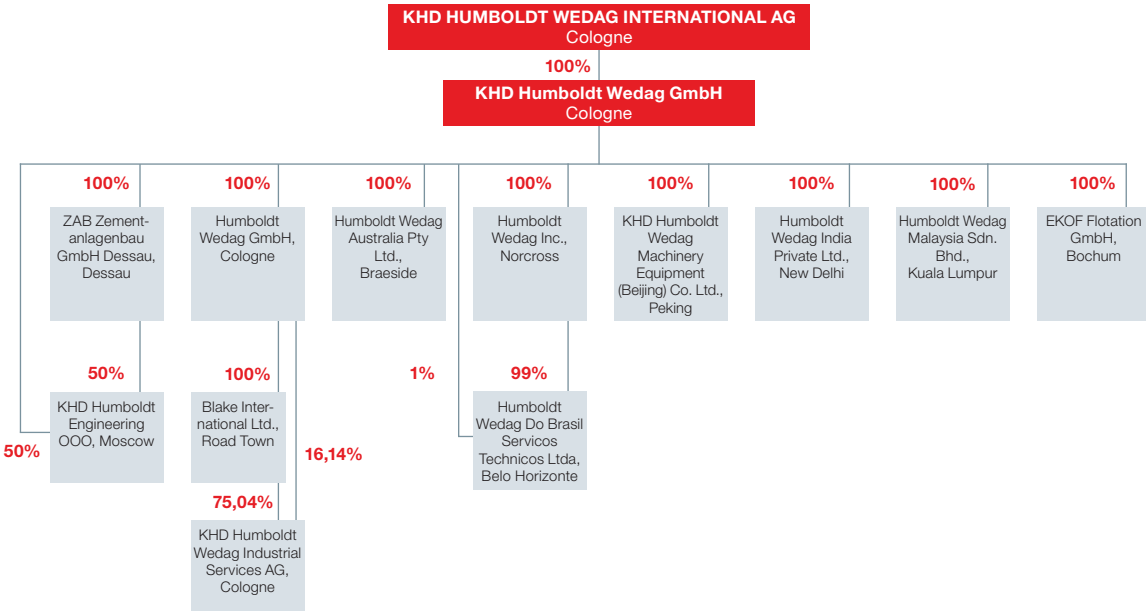 KHD HUMBOLDT WEDAG INTERNATIONAL AG
Cologne
100%
KHD Humboldt Wedag GmbH
Cologne
100%
ZAB Zement-
anlagenbau
GmbH Dessau,
Dessau
100%
Humboldt
Wedag GmbH,
Cologne
100%
Humboldt Wedag
Australia Pty
Ltd.,
Braeside
100%
Humboldt
Wedag Inc.,
Norcross
100%
KHD Humboldt
Wedag
Machinery
Equipment
(Beijing) Co. Ltd.,
Peking
100%
Humboldt
Wedag India
Private Ltd.,
New Delhi
100%
Humboldt Wedag
Malaysia Sdn.
Bhd.,
Kuala Lumpur
100%
EKOF Flotation
GmbH,
Bochum
50%
KHD Humboldt
Engineering
OOO, Moscow
50%
100%
Blake Inter-
national Ltd.,
Road Town
16,14%
1%
99%
Humboldt
Wedag Do Brasil
Servicos
Technicos Ltda,
Belo Horizonte
75,04%
KHD Humboldt
Wedag Industrial
Services AG,
Cologne